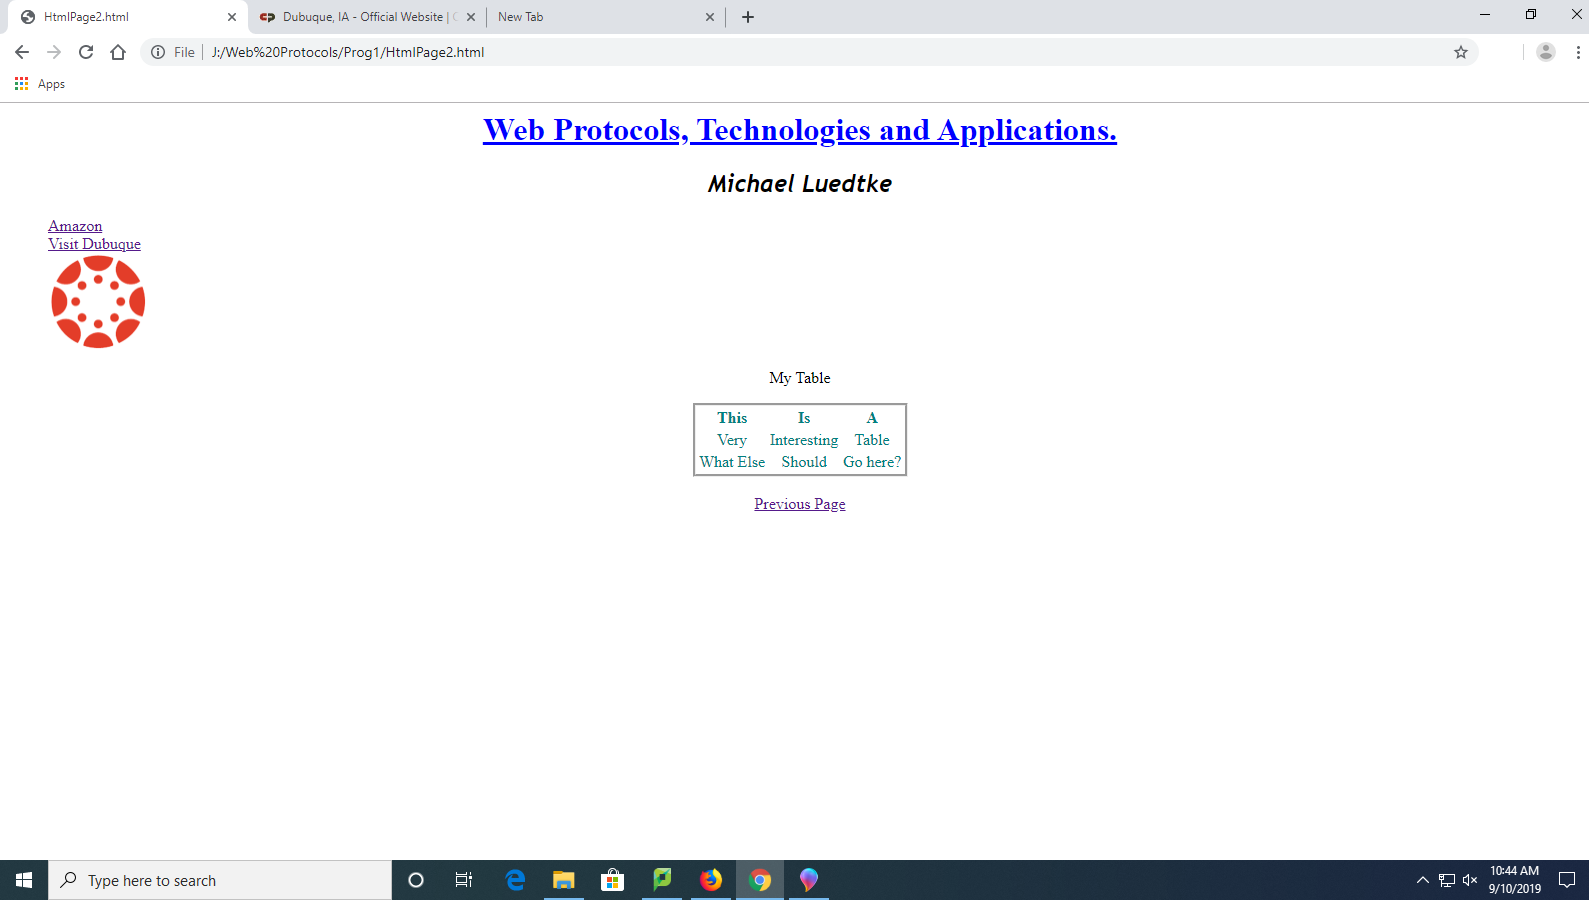 HtmlPage2.html
Dubuque, IA - Official Website |
New Tab
File
J:/Web%20Protocols/Prog1/HtmlPage2.html
Apps
Web Protocols, Technologies and Applications.
Michael Luedtke
Amazon
Visit Dubuque
My Table
This Is A
Very Interesting Table
What Else Should Go here?
Previous Page
Type here to search
10:44 AM
9/10/2019